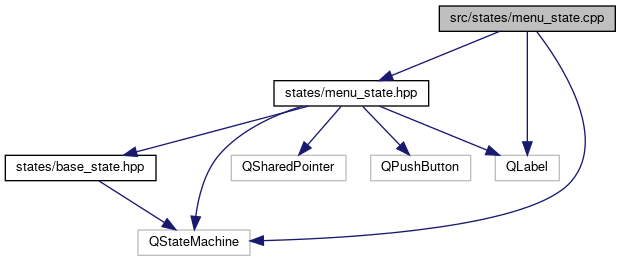 src/states/menu_state.cpp
states/menu_state.hpp
states/base_state.hpp
QSharedPointer
QPushButton
QLabel
QStateMachine